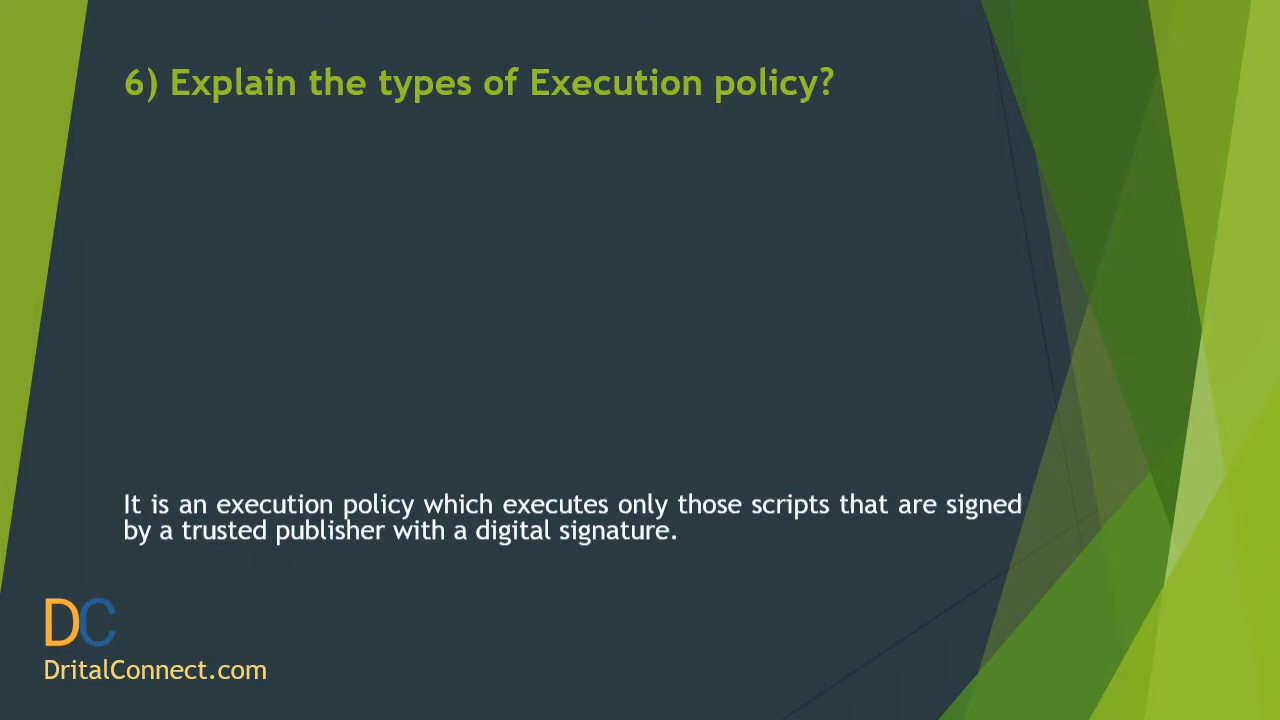 6) Explain the types of Execution policy?
It is an execution policy which executes only those scripts that are signed
by a trusted publisher with a digital signature.
DC
DritalConnect.com